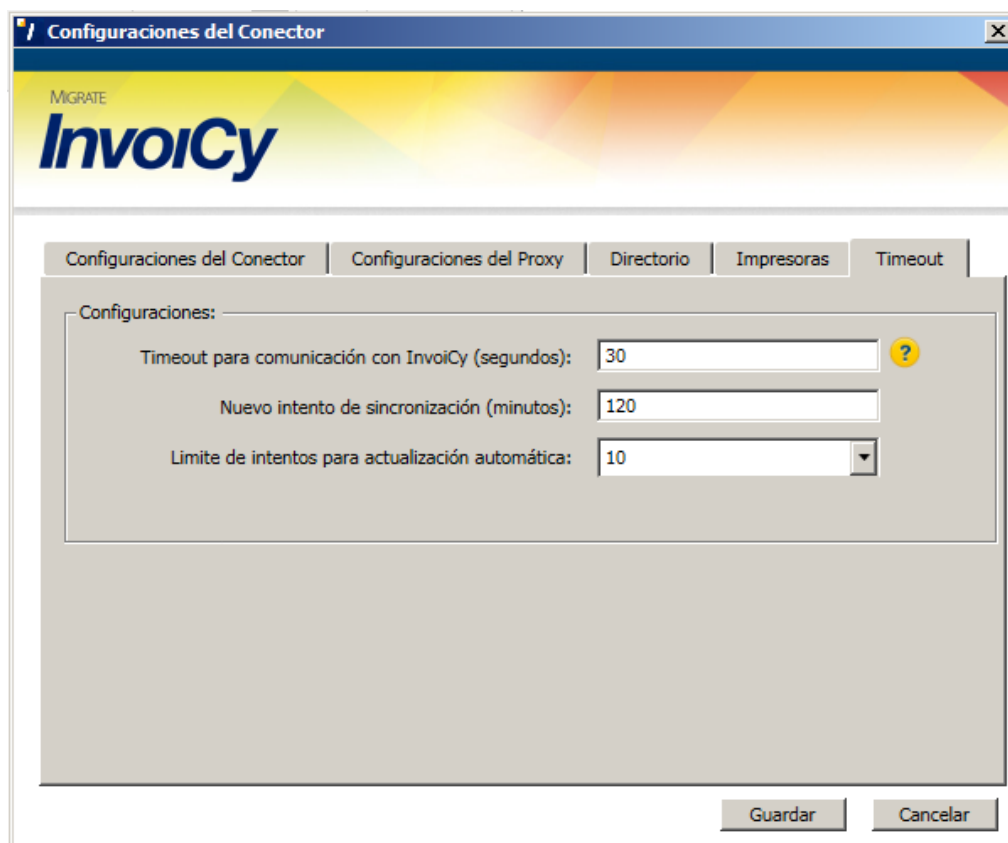 Configuraciones del Conector
MIGRATE
InvoiCy
Configuraciones del Conector Configuraciones del Proxy Directorio Impresoras Timeout
Configuraciones:
Timeout para comunicación con InvoiCy (segundos): 30 ?
Nuevo intento de sincronización (minutos): 120
Limite de intentos para actualización automática: 10
Guardar Cancelar